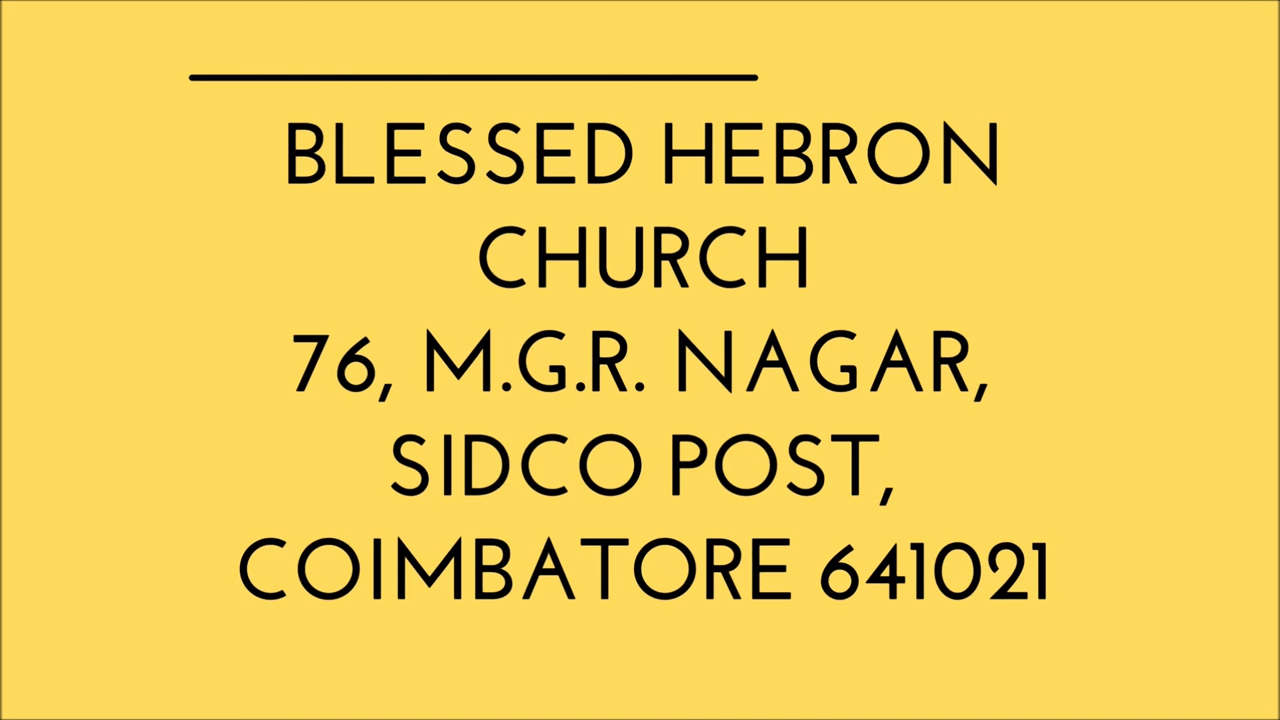 BLESSED HEBRON
CHURCH
76, M.G.R. NAGAR,
SIDCO POST,
COIMBATORE 641021